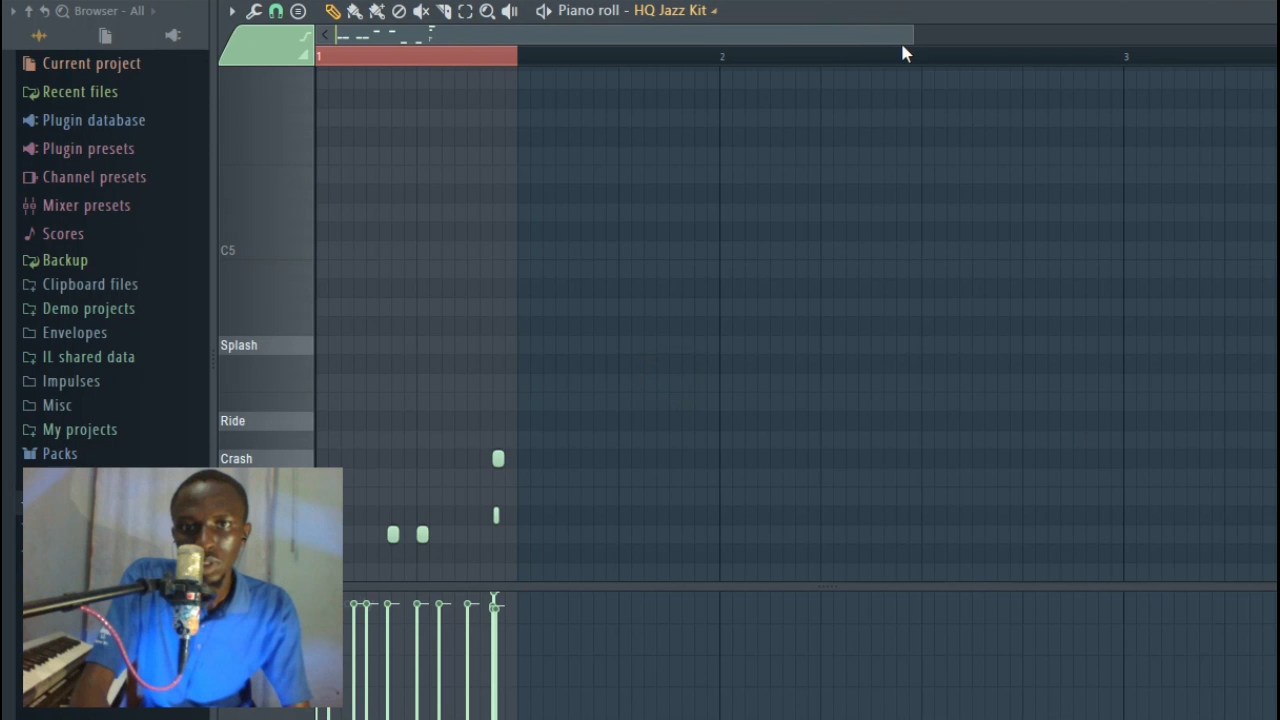 Browser - All
Piano roll - HQ Jazz Kit
1
2
3
Current project
Recent files
Plugin database
Plugin presets
Channel presets
Mixer presets
Scores
Backup
Clipboard files
Demo projects
Envelopes
IL shared data
Impulses
Misc
My projects
Packs
C5
Splash
Ride
Crash